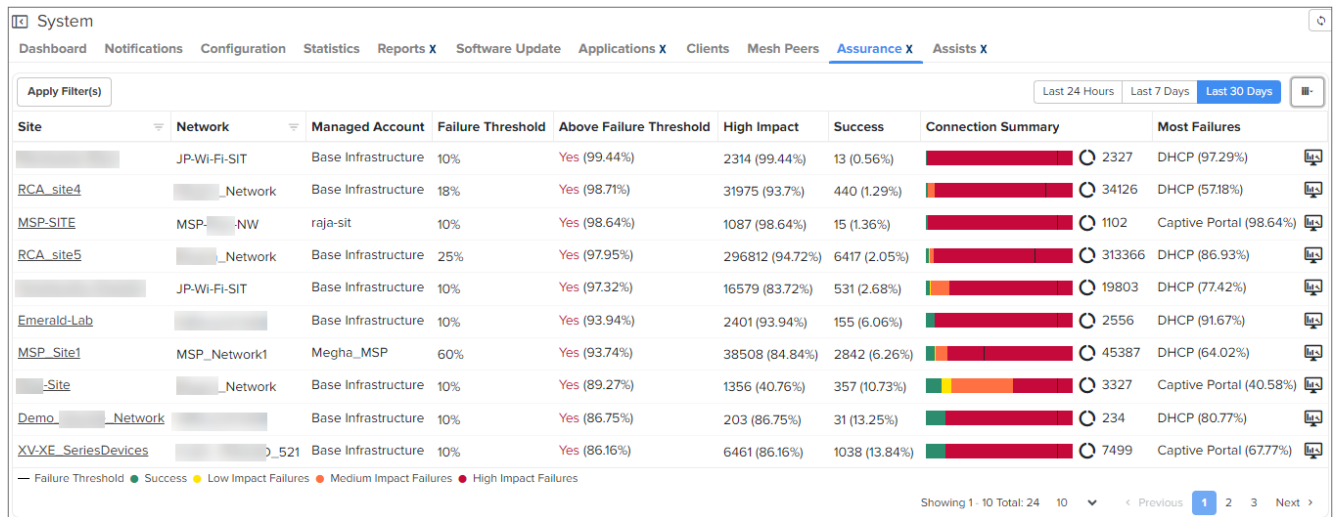 System
Dashboard Notifications Configuration Statistics Reports X Software Update Applications X Clients Mesh Peers Assurance X Assists X
Apply Filter(s) Last 24 Hours Last 7 Days Last 30 Days
Site Network Managed Account Failure Threshold Above Failure Threshold High Impact Success Connection Summary Most Failures
JP-Wi-Fi-SIT Base Infrastructure 10% Yes (99.44%) 2314 (99.44%) 13 (0.56%) 2327 DHCP (97.29%)
RCA_site4 _Network Base Infrastructure 18% Yes (98.71%) 31975 (93.7%) 440 (1.29%) 34126 DHCP (57.18%)
MSP-SITE MSP- -NW raja-sit 10% Yes (98.64%) 1087 (98.64%) 15 (1.36%) 1102 Captive Portal (98.64%)
RCA_site5 _Network Base Infrastructure 25% Yes (97.95%) 296812 (94.72%) 6417 (2.05%) 313366 DHCP (86.93%)
JP-Wi-Fi-SIT Base Infrastructure 10% Yes (97.32%) 16579 (83.72%) 531 (2.68%) 19803 DHCP (77.42%)
Emerald-Lab Base Infrastructure 10% Yes (93.94%) 2401 (93.94%) 155 (6.06%) 2556 DHCP (91.67%)
MSP_Site1 MSP_Network1 Megha_MSP 60% Yes (93.74%) 38508 (84.84%) 2842 (6.26%) 45387 DHCP (64.02%)
-Site _Network Base Infrastructure 10% Yes (89.27%) 1356 (40.76%) 357 (10.73%) 3327 Captive Portal (40.58%)
Demo_ _Network Base Infrastructure 10% Yes (86.75%) 203 (86.75%) 31 (13.25%) 234 DHCP (80.77%)
XV-XE_SeriesDevices _521 Base Infrastructure 10% Yes (86.16%) 6461 (86.16%) 1038 (13.84%) 7499 Captive Portal (67.77%)
Failure Threshold Success Low Impact Failures Medium Impact Failures High Impact Failures
Showing 1 - 10 Total: 24 10 < Previous 1 2 3 Next >